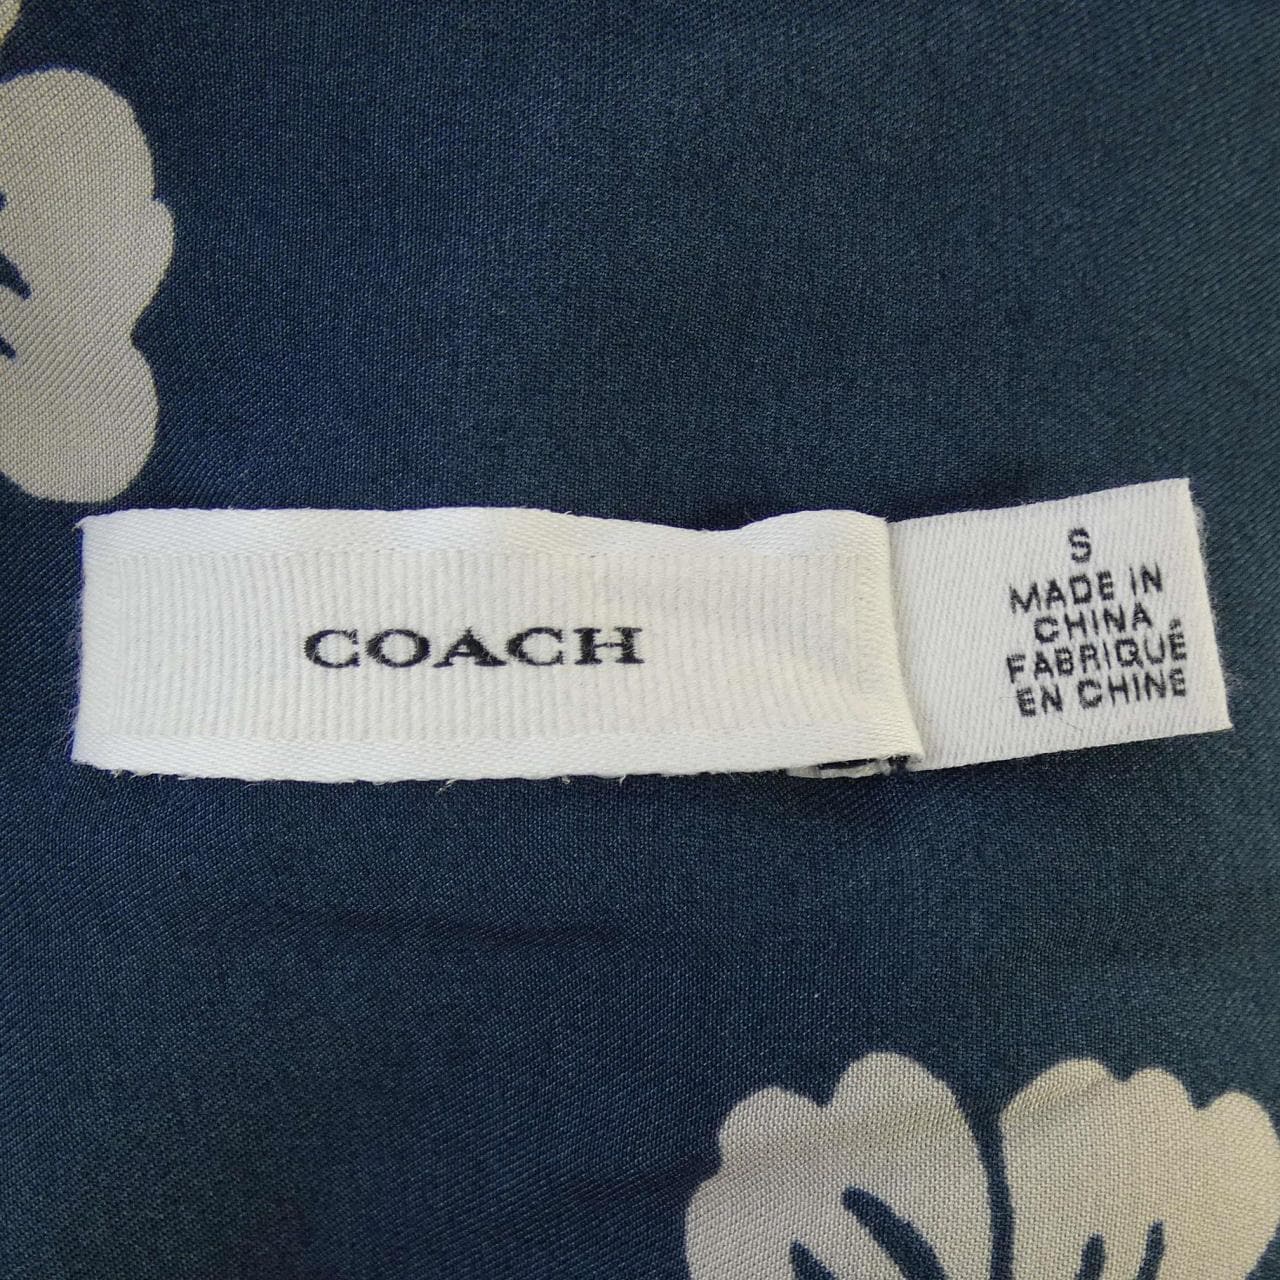 COACH
S
MADE IN
CHINA
FABRIQUÉ
EN CHINE